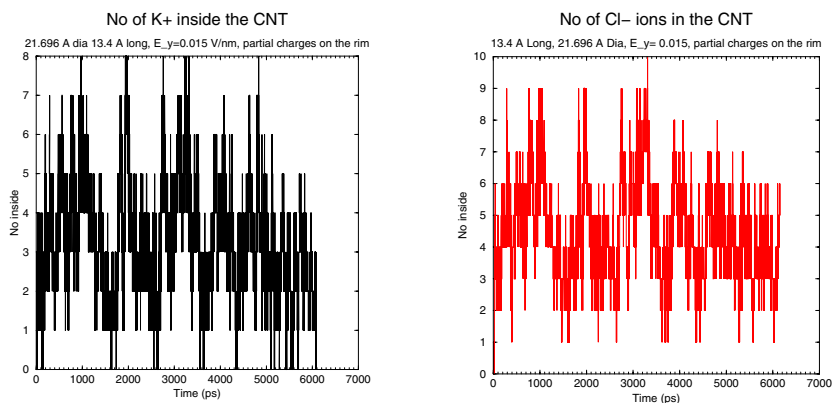 No of K+ inside the CNT
21.696 A dia 13.4 A long, E_y=0.015 V/nm, partial charges on the rim
8
7
6
5
4
3
2
1
0
No inside
0 1000 2000 3000 4000 5000 6000 7000
Time (ps)
No of Cl− ions in the CNT
13.4 A Long, 21.696 A Dia, E_y= 0.015, partial charges on the rim
10
9
8
7
6
5
4
3
2
1
0
No inside
0 1000 2000 3000 4000 5000 6000 7000
Time (ps)